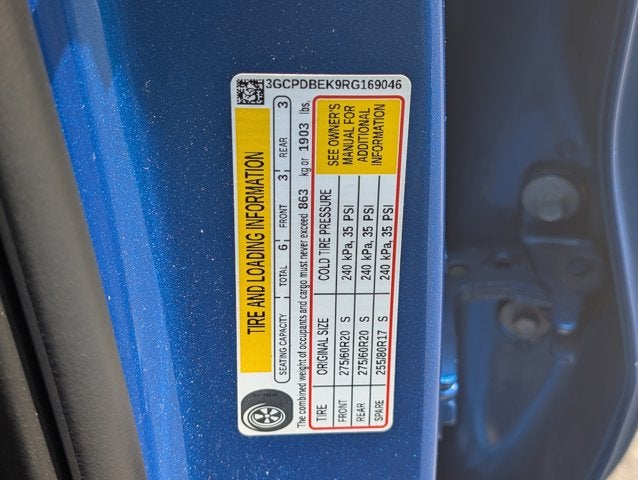 3GCPDBEK9RG169046
TIRE AND LOADING INFORMATION
SEATING CAPACITY TOTAL 6 FRONT 3 REAR 3
The combined weight of occupants and cargo must never exceed 863 kg or 1903 lbs.
TIRE ORIGINAL SIZE COLD TIRE PRESSURE
FRONT 275/60R20 S 240 kPa, 35 PSI
REAR 275/60R20 S 240 kPa, 35 PSI
SPARE 255/80R17 S 240 kPa, 35 PSI
SEE OWNER'S
MANUAL FOR
ADDITIONAL
INFORMATION